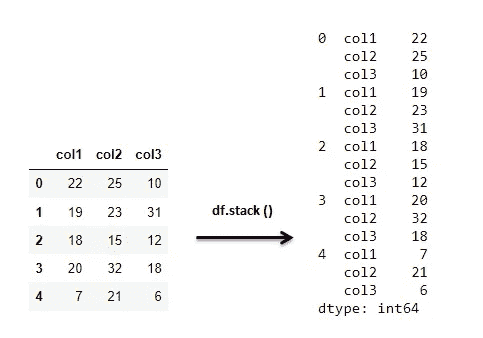 col1 col2 col3
0 22 25 10
1 19 23 31
2 18 15 12
3 20 32 18
4 7 21 6
df.stack ()
0 col1 22
col2 25
col3 10
1 col1 19
col2 23
col3 31
2 col1 18
col2 15
col3 12
3 col1 20
col2 32
col3 18
4 col1 7
col2 21
col3 6
dtype: int64